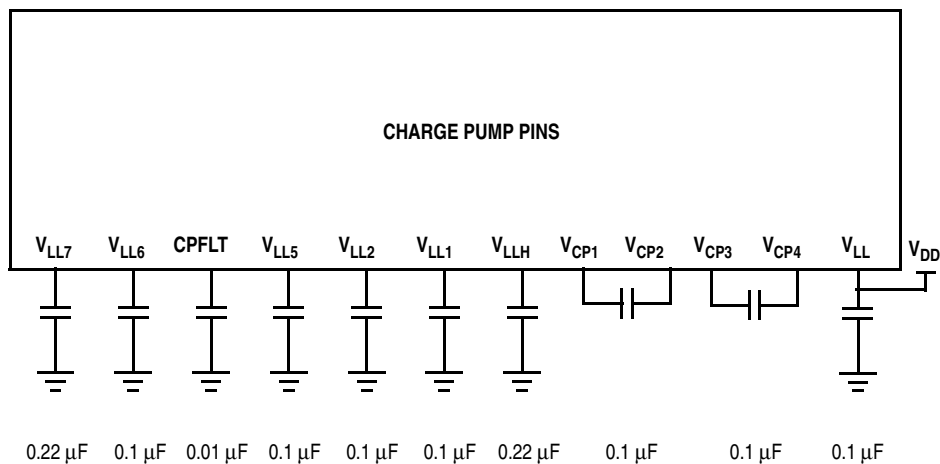 CHARGE PUMP PINS
VLL7 VLL6 CPFLT VLL5 VLL2 VLL1 VLLH VCP1 VCP2 VCP3 VCP4 VLL VDD
0.22 µF 0.1 µF 0.01 µF 0.1 µF 0.1 µF 0.1 µF 0.22 µF 0.1 µF 0.1 µF 0.1 µF